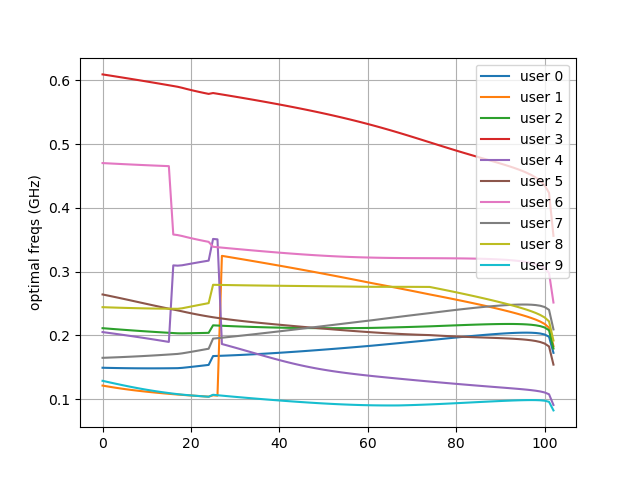 optimal freqs (GHz)
0.6
0.5
0.4
0.3
0.2
0.1
0
20
40
60
80
100
user 0
user 1
user 2
user 3
user 4
user 5
user 6
user 7
user 8
user 9